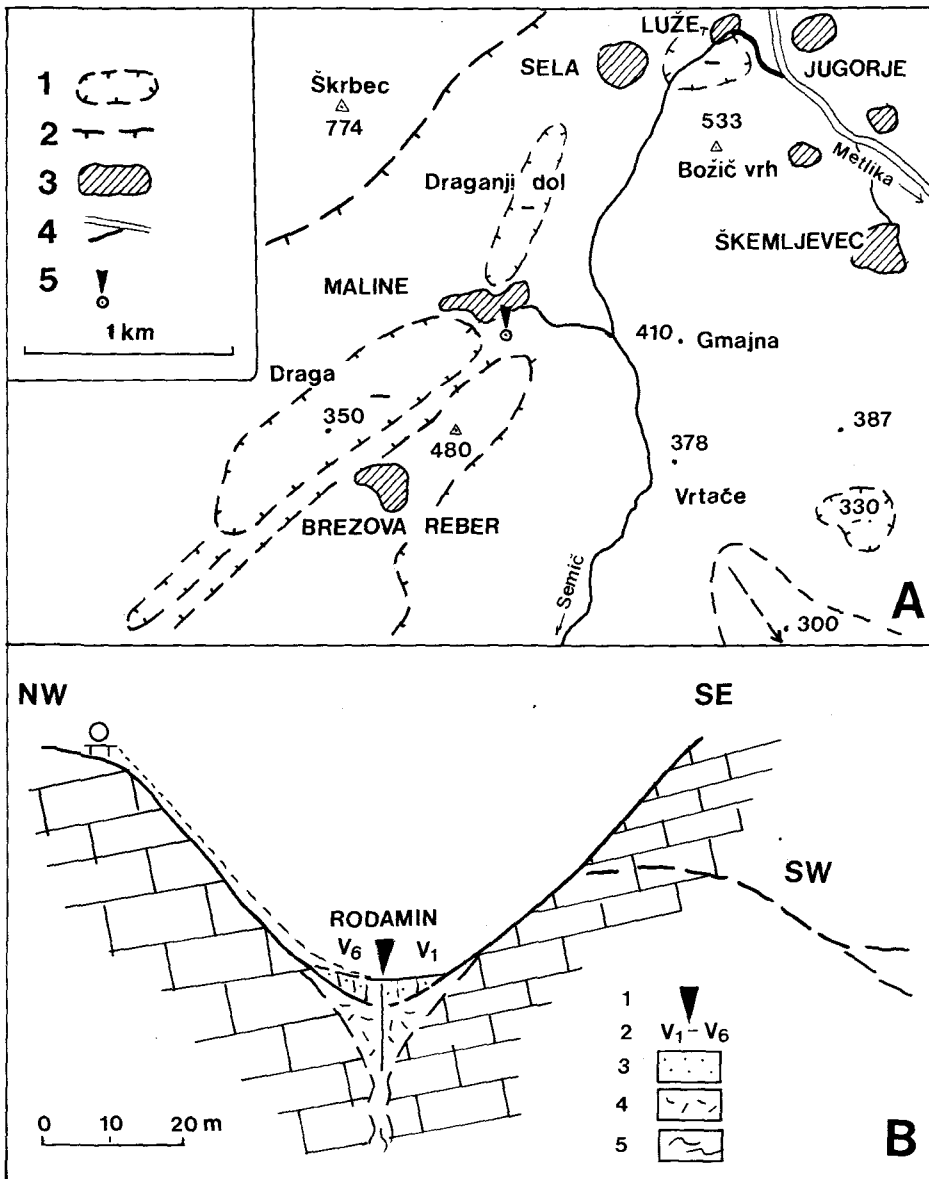 1
2
3
4
5
1 km
LUŽE
SELA
JUGORJE
Škrbec
774
533
Božič vrh
Metlika
Draganji dol
ŠKEMLJEVEC
MALINE
410
Gmajna
Draga
350
480
378
387
Vrtače
330
BREZOVA REBER
Semič
300
A
NW
SE
SW
RODAMIN
V6 V1
1
2 V1 – V6
3
4
5
0 10 20 m
B